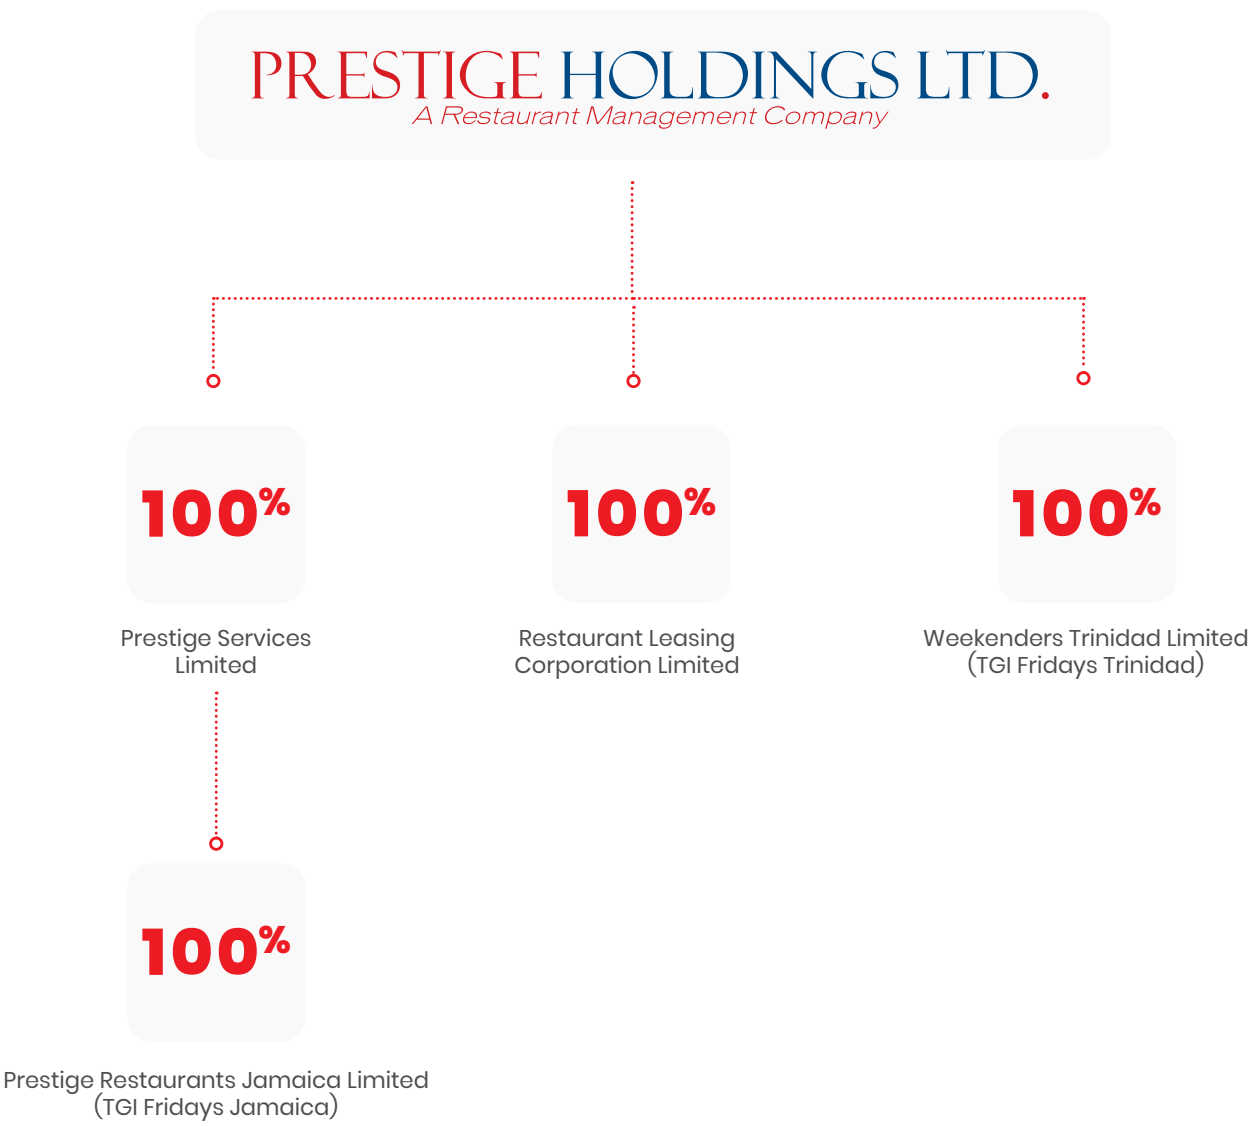 PRESTIGE HOLDINGS LTD.
A Restaurant Management Company
100%
100%
100%
Prestige Services
Limited
Restaurant Leasing
Corporation Limited
Weekenders Trinidad Limited
(TGI Fridays Trinidad)
100%
Prestige Restaurants Jamaica Limited
(TGI Fridays Jamaica)